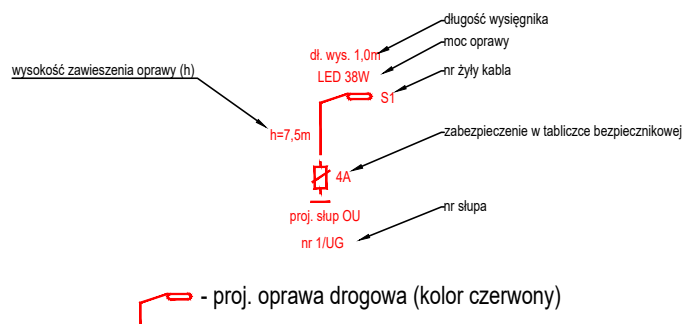 długość wysięgnika
dł. wys. 1,0m
moc oprawy
wysokość zawieszenia oprawy (h)
LED 38W
nr żyły kabla
S1
h=7,5m
zabezpieczenie w tabliczce bezpiecznikowej
4A
proj. słup OU
nr słupa
nr 1/UG
- proj. oprawa drogowa (kolor czerwony)